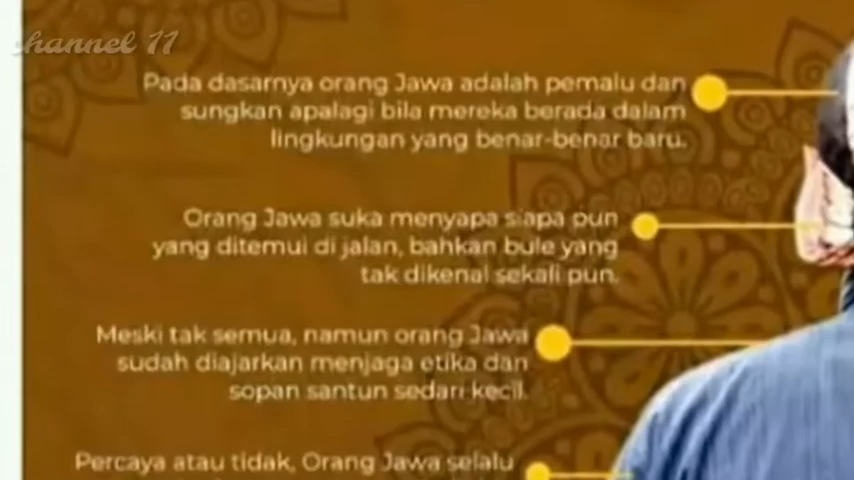 channel 11
Pada dasarnya orang Jawa adalah pemalu dan
sungkan apalagi bila mereka berada dalam
lingkungan yang benar-benar baru.
Orang Jawa suka menyapa siapa pun
yang ditemui di jalan, bahkan bule yang
tak dikenal sekali pun.
Meski tak semua, namun orang Jawa
sudah diajarkan menjaga etika dan
sopan santun sedari kecil.
Percaya atau tidak, Orang Jawa selalu